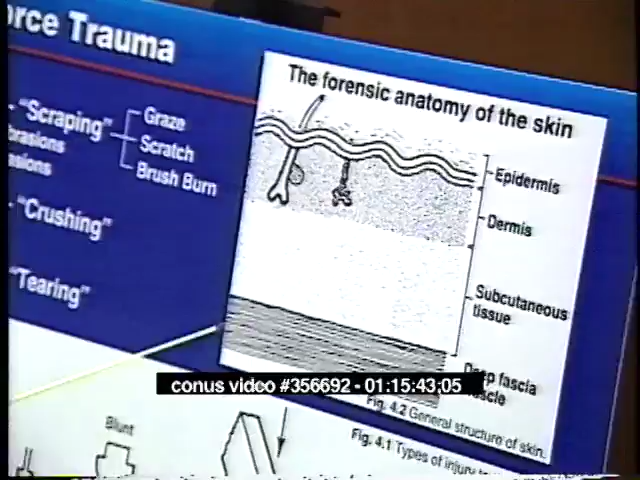 orce Trauma
- "Scraping"
Graze
Scratch
Brush Burn
brasions
asions
"Crushing"
"Tearing"
The forensic anatomy of the skin
Epidermis
Dermis
Subcutaneous
tissue
fascia
conus video #356692 - 01:15:43:05
Fig. 4.2 General structure of skin.
Fig. 4.1 Types of injury
Blunt